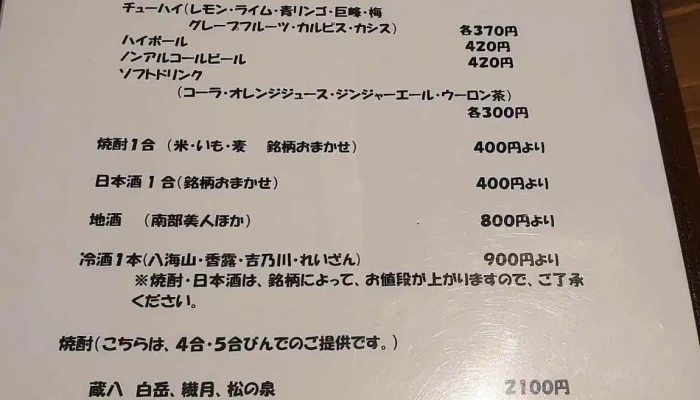 チューハイ(レモン・ライム・青リンゴ・巨峰・梅
グレープフルーツ・カルピス・カシス) 各370円
ハイボール 420円
ノンアルコールビール 420円
ソフトドリンク
(コーラ・オレンジジュース・ジンジャーエール・ウーロン茶)
各300円
焼酎1合 (米・いも・麦 銘柄おまかせ) 400円より
日本酒1合(銘柄おまかせ) 400円より
地酒 (南部美人ほか) 800円より
冷酒1本(八海山・香露・吉乃川・れいざん) 900円より
※焼酎・日本酒は、銘柄によって、お値段が上がりますので、ご了承
ください。
焼酎(こちらは、4合・5合びんでのご提供です。)
蔵八 白岳、繊月、松の泉 2100円